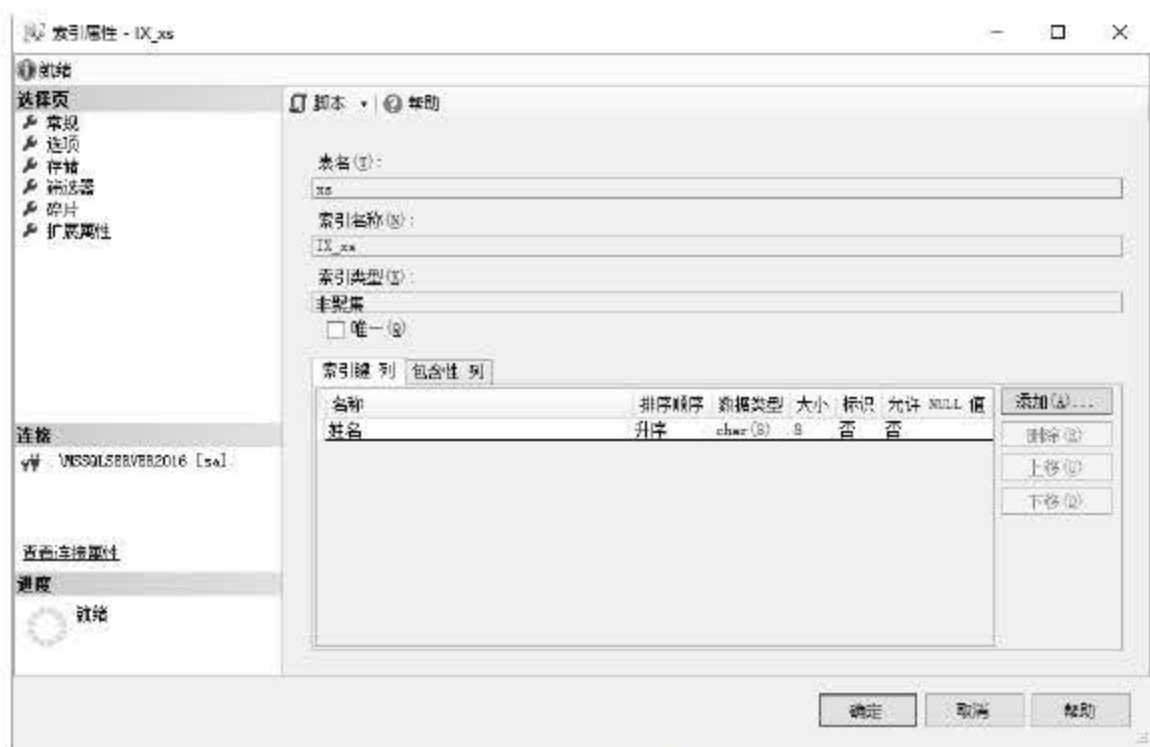 索引属性 - IX_xs
就绪
选择页
常规
选项
存储
筛选器
碎片
扩展属性
脚本 帮助
表名(T):
xs
索引名称(N):
IX_xs
索引类型(X):
非聚集
唯一(Q)
索引键 列 包含性 列
名称 排序顺序 数据类型 大小 标识 允许 NULL 值
姓名 升序 char(8) 8 否 否
添加(A)...
删除(R)
上移(U)
下移(D)
连接
\MSSQLSERVER2016 [sa]
查看连接属性
进度
就绪
确定 取消 帮助